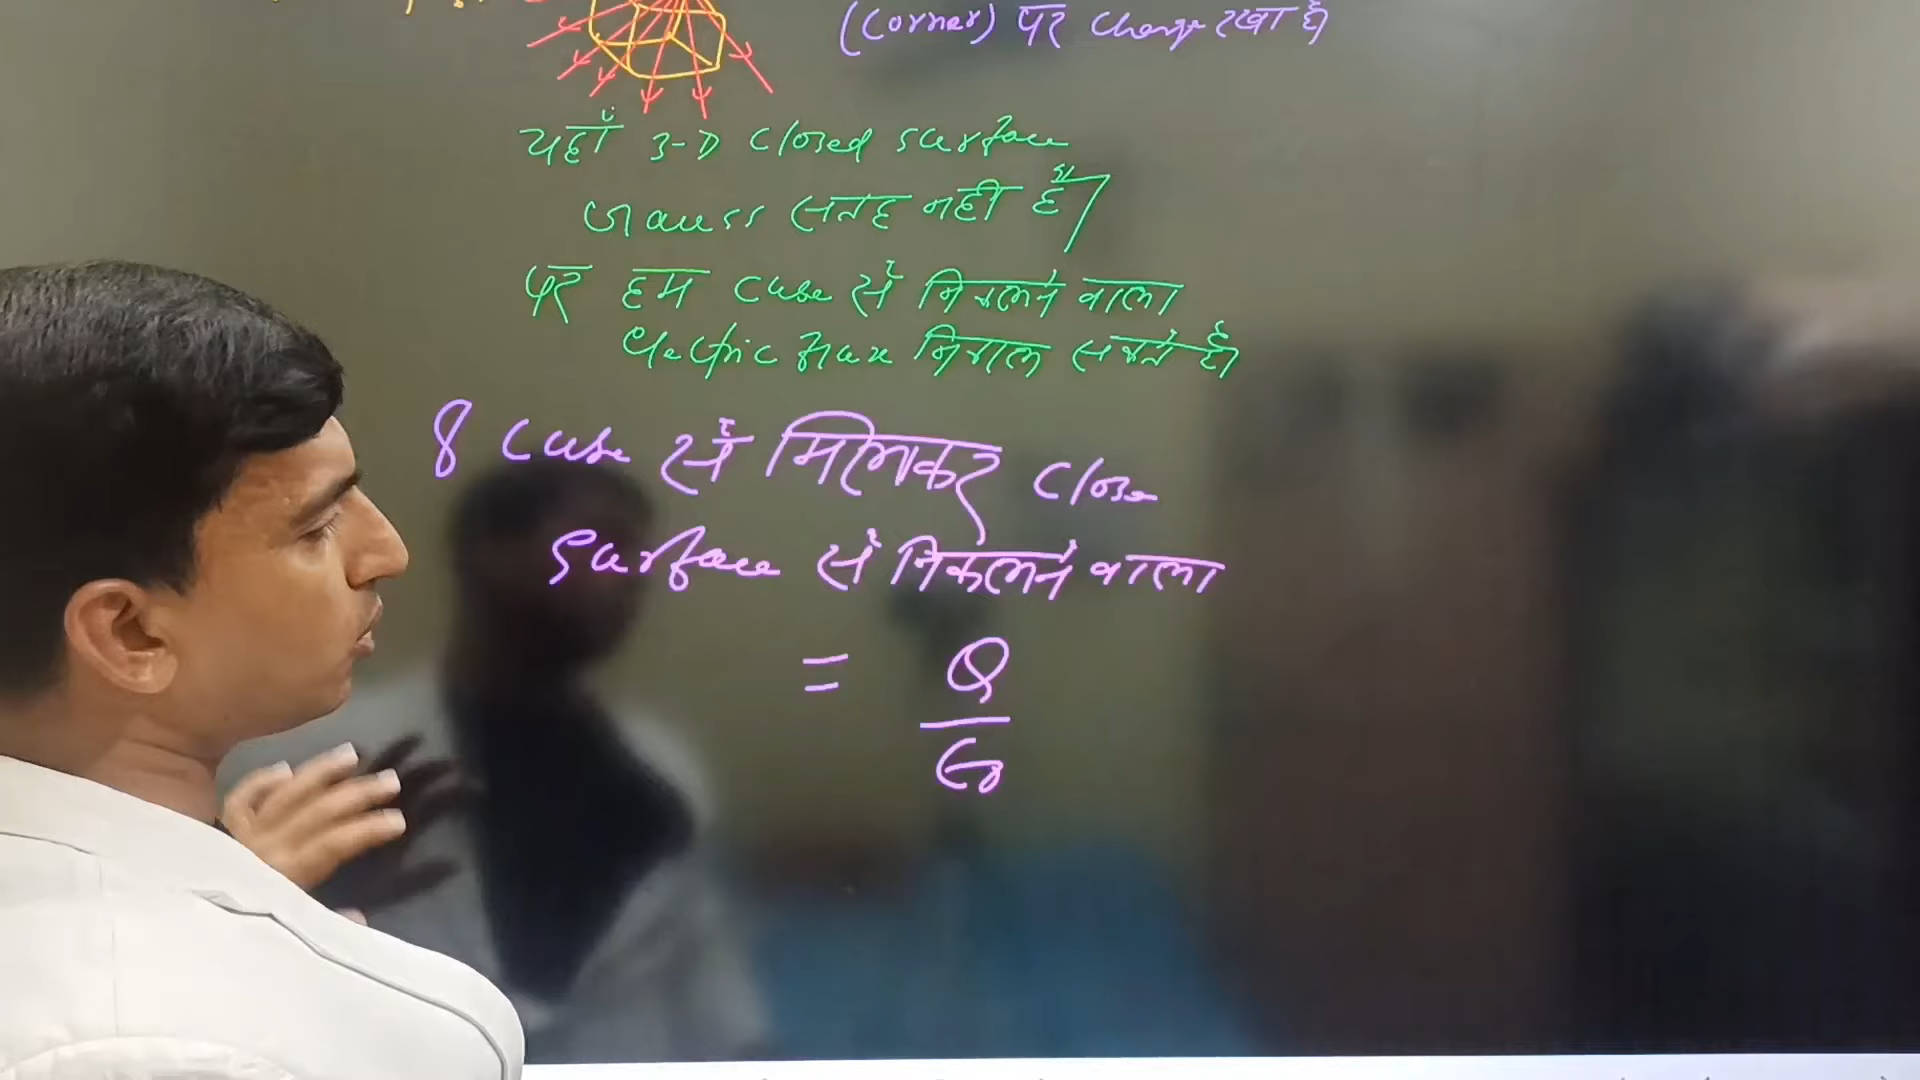 (Corner) पर Charge रखा है
यहाँ 3-D Closed surface
Gauss सतह नहीं है।
पर हम Cube से निकलने वाला
electric flux निकाल सकते है।
8 Cube से मिलकर Close
Surface से निकलने वाला
= Q
ϵ₀